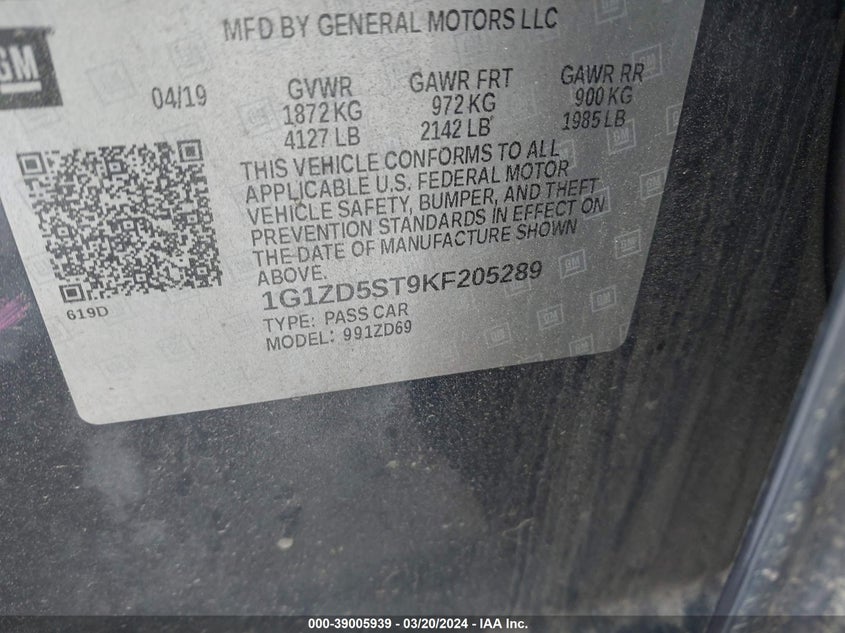 MFD BY GENERAL MOTORS LLC
GM
04/19
GVWR
1872 KG
4127 LB
GAWR FRT
972 KG
2142 LB
GAWR RR
900 KG
1985 LB
THIS VEHICLE CONFORMS TO ALL
APPLICABLE U.S. FEDERAL MOTOR
VEHICLE SAFETY, BUMPER, AND THEFT
PREVENTION STANDARDS IN EFFECT ON
THE DATE OF MANUFACTURE SHOWN
ABOVE.
619D
1G1ZD5ST9KF205289
TYPE: PASS CAR
MODEL: 991ZD69
000-39005939 - 03/20/2024 - IAA Inc.